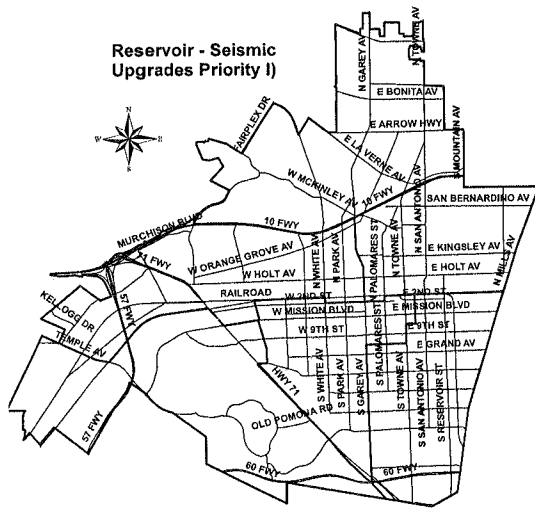 Reservoir - Seismic
Upgrades Priority I)
N
W
E
S
N GAREY AV
N TOWNE AV
E BONITA AV
E ARROW HWY
FAIRPLEX DR
E LA VERNE AV
S MOUNTAIN AV
W MCKINLEY AV
10 FWY
SAN BERNARDINO AV
MURCHISON BLVD
10 FWY
N WHITE AV
N PARK AV
N PALOMARES ST
N TOWNE AV
N SAN ANTONIO AV
E KINGSLEY AV
71 FWY
W ORANGE GROVE AV
W HOLT AV
E HOLT AV
N MILLS AV
RAILROAD
W 2ND ST
E 2ND ST
KELLOGG DR
57 FWY
W MISSION BLVD
E MISSION BLVD
TEMPLE AV
W 9TH ST
E 9TH ST
E GRAND AV
HWY 71
S WHITE AV
S PARK AV
S GAREY AV
S PALOMARES ST
S TOWNE AV
S SAN ANTONIO AV
S RESERVOIR ST
OLD POMONA RD
57 FWY
60 FWY
60 FWY